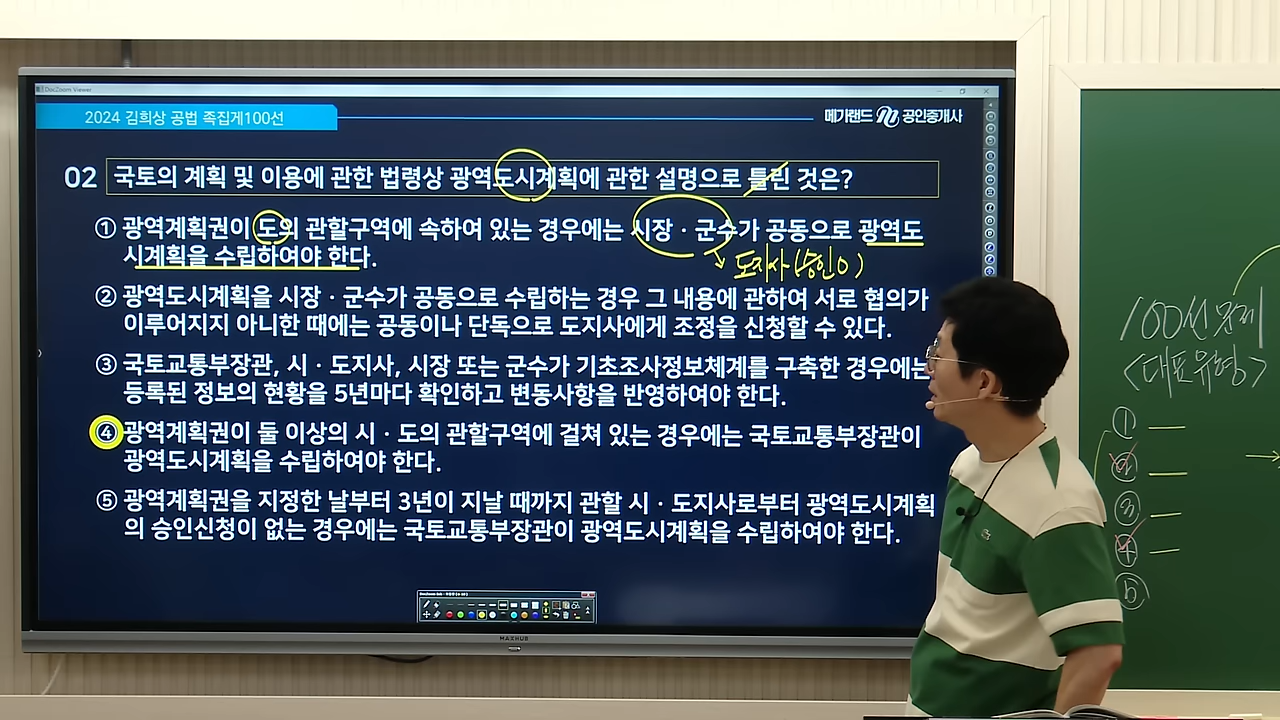 DocZoom Viewer
2024 김희상 공법 족집게100선
메가랜드 공인중개사
02 국토의 계획 및 이용에 관한 법령상 광역도시계획에 관한 설명으로 틀린 것은?
① 광역계획권이 도의 관할구역에 속하여 있는 경우에는 시장·군수가 공동으로 광역도
시계획을 수립하여야 한다.
↘ 도지사(승인 O)
② 광역도시계획을 시장·군수가 공동으로 수립하는 경우 그 내용에 관하여 서로 협의가
이루어지지 아니한 때에는 공동이나 단독으로 도지사에게 조정을 신청할 수 있다.
③ 국토교통부장관, 시·도지사, 시장 또는 군수가 기초조사정보체계를 구축한 경우에는
등록된 정보의 현황을 5년마다 확인하고 변동사항을 반영하여야 한다.
④ 광역계획권이 둘 이상의 시·도의 관할구역에 걸쳐 있는 경우에는 국토교통부장관이
광역도시계획을 수립하여야 한다.
⑤ 광역계획권을 지정한 날부터 3년이 지날 때까지 관할 시·도지사로부터 광역도시계획
의 승인신청이 없는 경우에는 국토교통부장관이 광역도시계획을 수립하여야 한다.
MAXHUB
100선 문제
<대표유형>
①
②
③
④
⑤